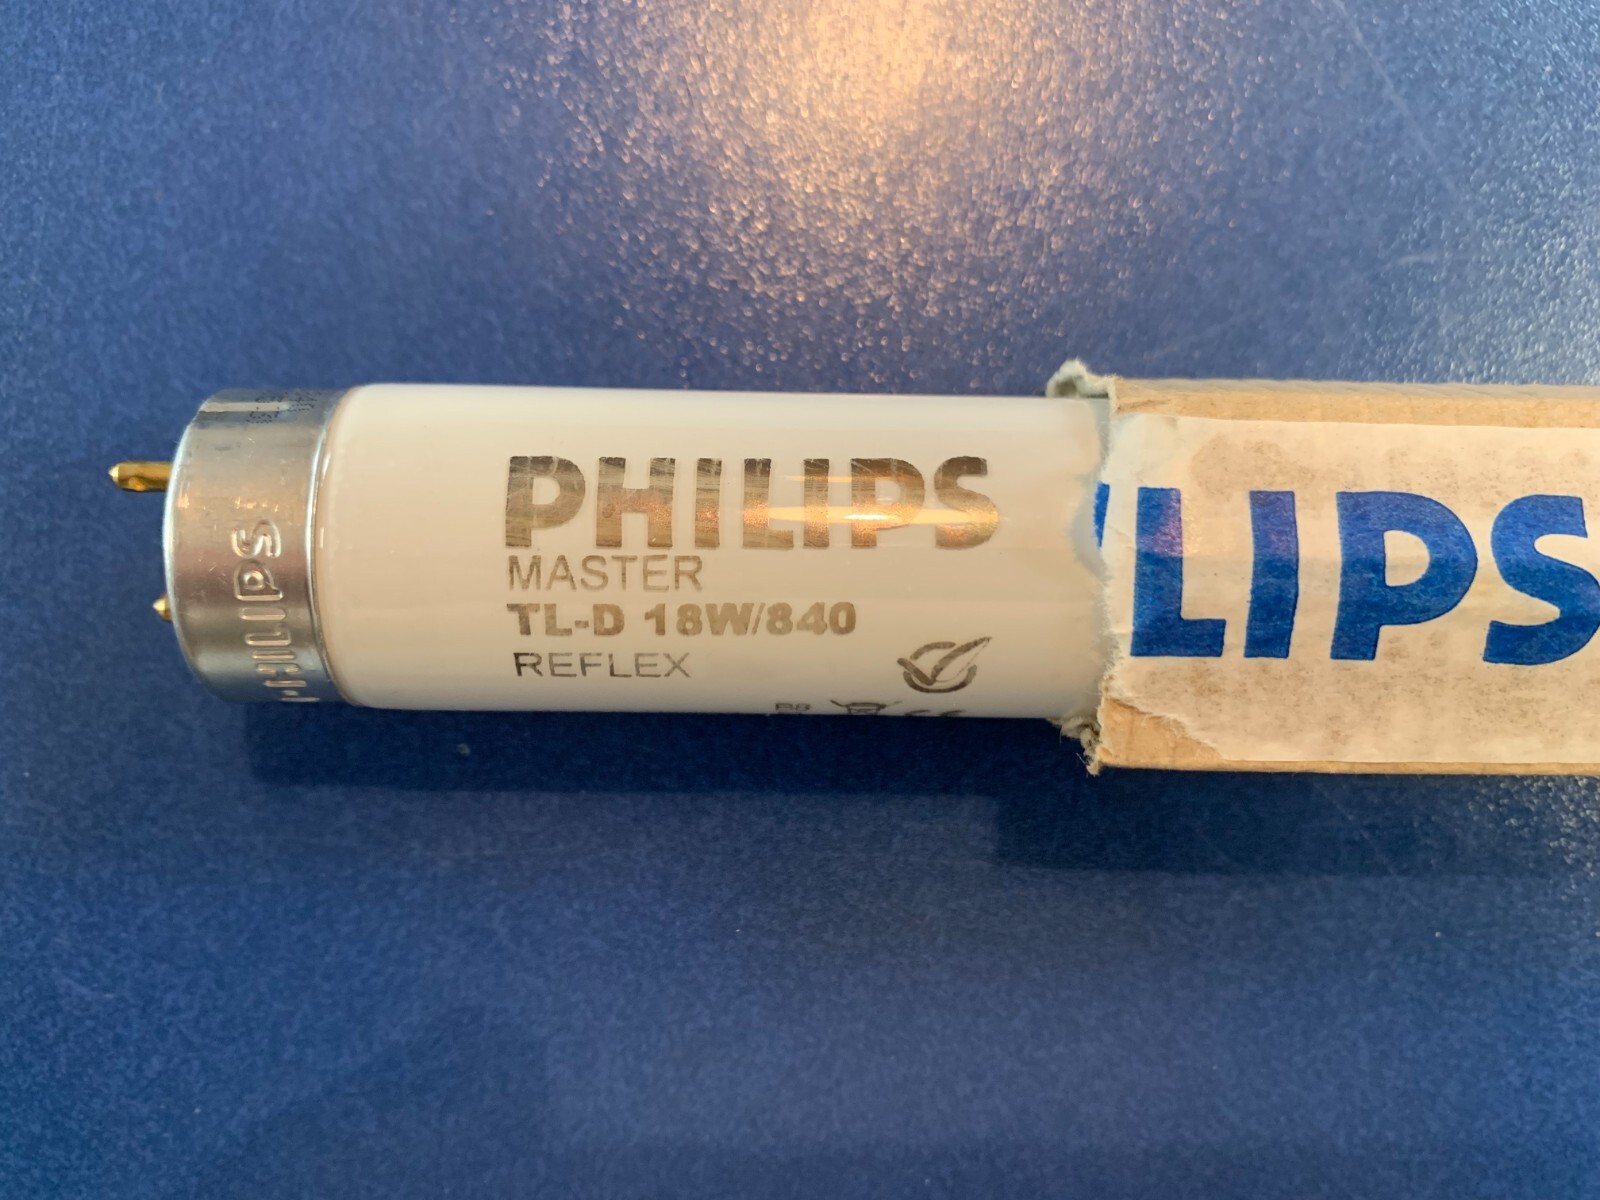 PHILIPS
MASTER
TL-D 18W/840
REFLEX
PHILIPS
LIPS